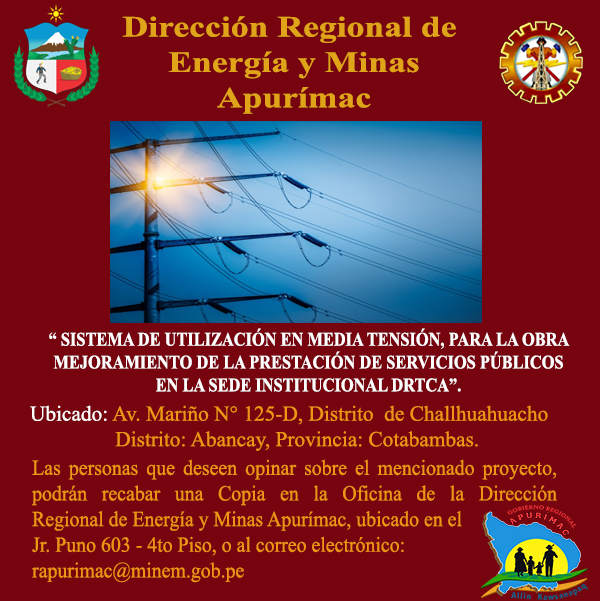 Dirección Regional de
Energía y Minas
Apurímac
“ SISTEMA DE UTILIZACIÓN EN MEDIA TENSIÓN, PARA LA OBRA
MEJORAMIENTO DE LA PRESTACIÓN DE SERVICIOS PÚBLICOS
EN LA SEDE INSTITUCIONAL DRTCA”.
Ubicado: Av. Mariño N° 125-D, Distrito de Challhuahuacho
Distrito: Abancay, Provincia: Cotabambas.
Las personas que deseen opinar sobre el mencionado proyecto,
podrán recabar una Copia en la Oficina de la Dirección
Regional de Energía y Minas Apurímac, ubicado en el
Jr. Puno 603 - 4to Piso, o al correo electrónico:
rapurimac@minem.gob.pe
GOBIERNO REGIONAL
APURIMAC
Allin Kawsanapaq